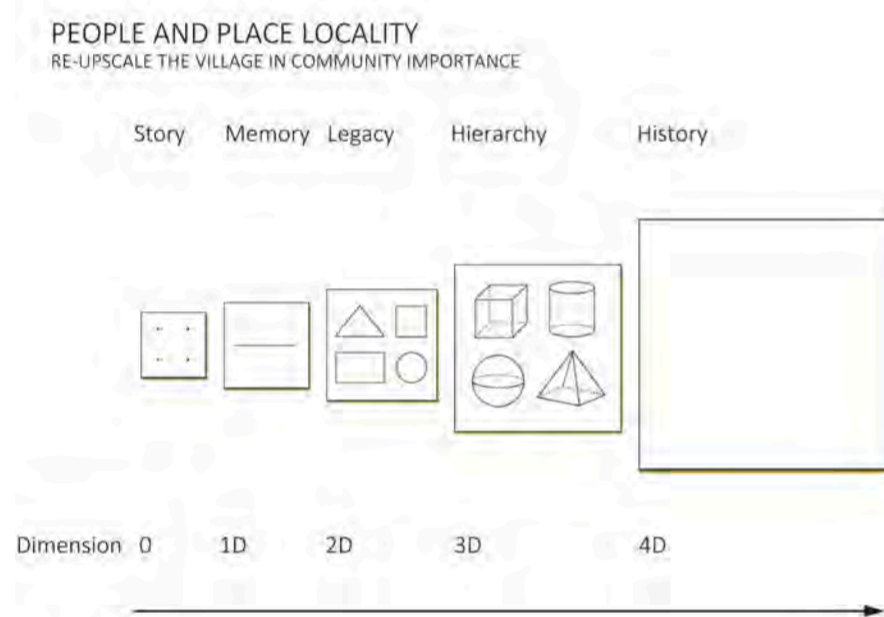 PEOPLE AND PLACE LOCALITY
RE-UPSCALE THE VILLAGE IN COMMUNITY IMPORTANCE
Story Memory Legacy Hierarchy History
Dimension 0 1D 2D 3D 4D